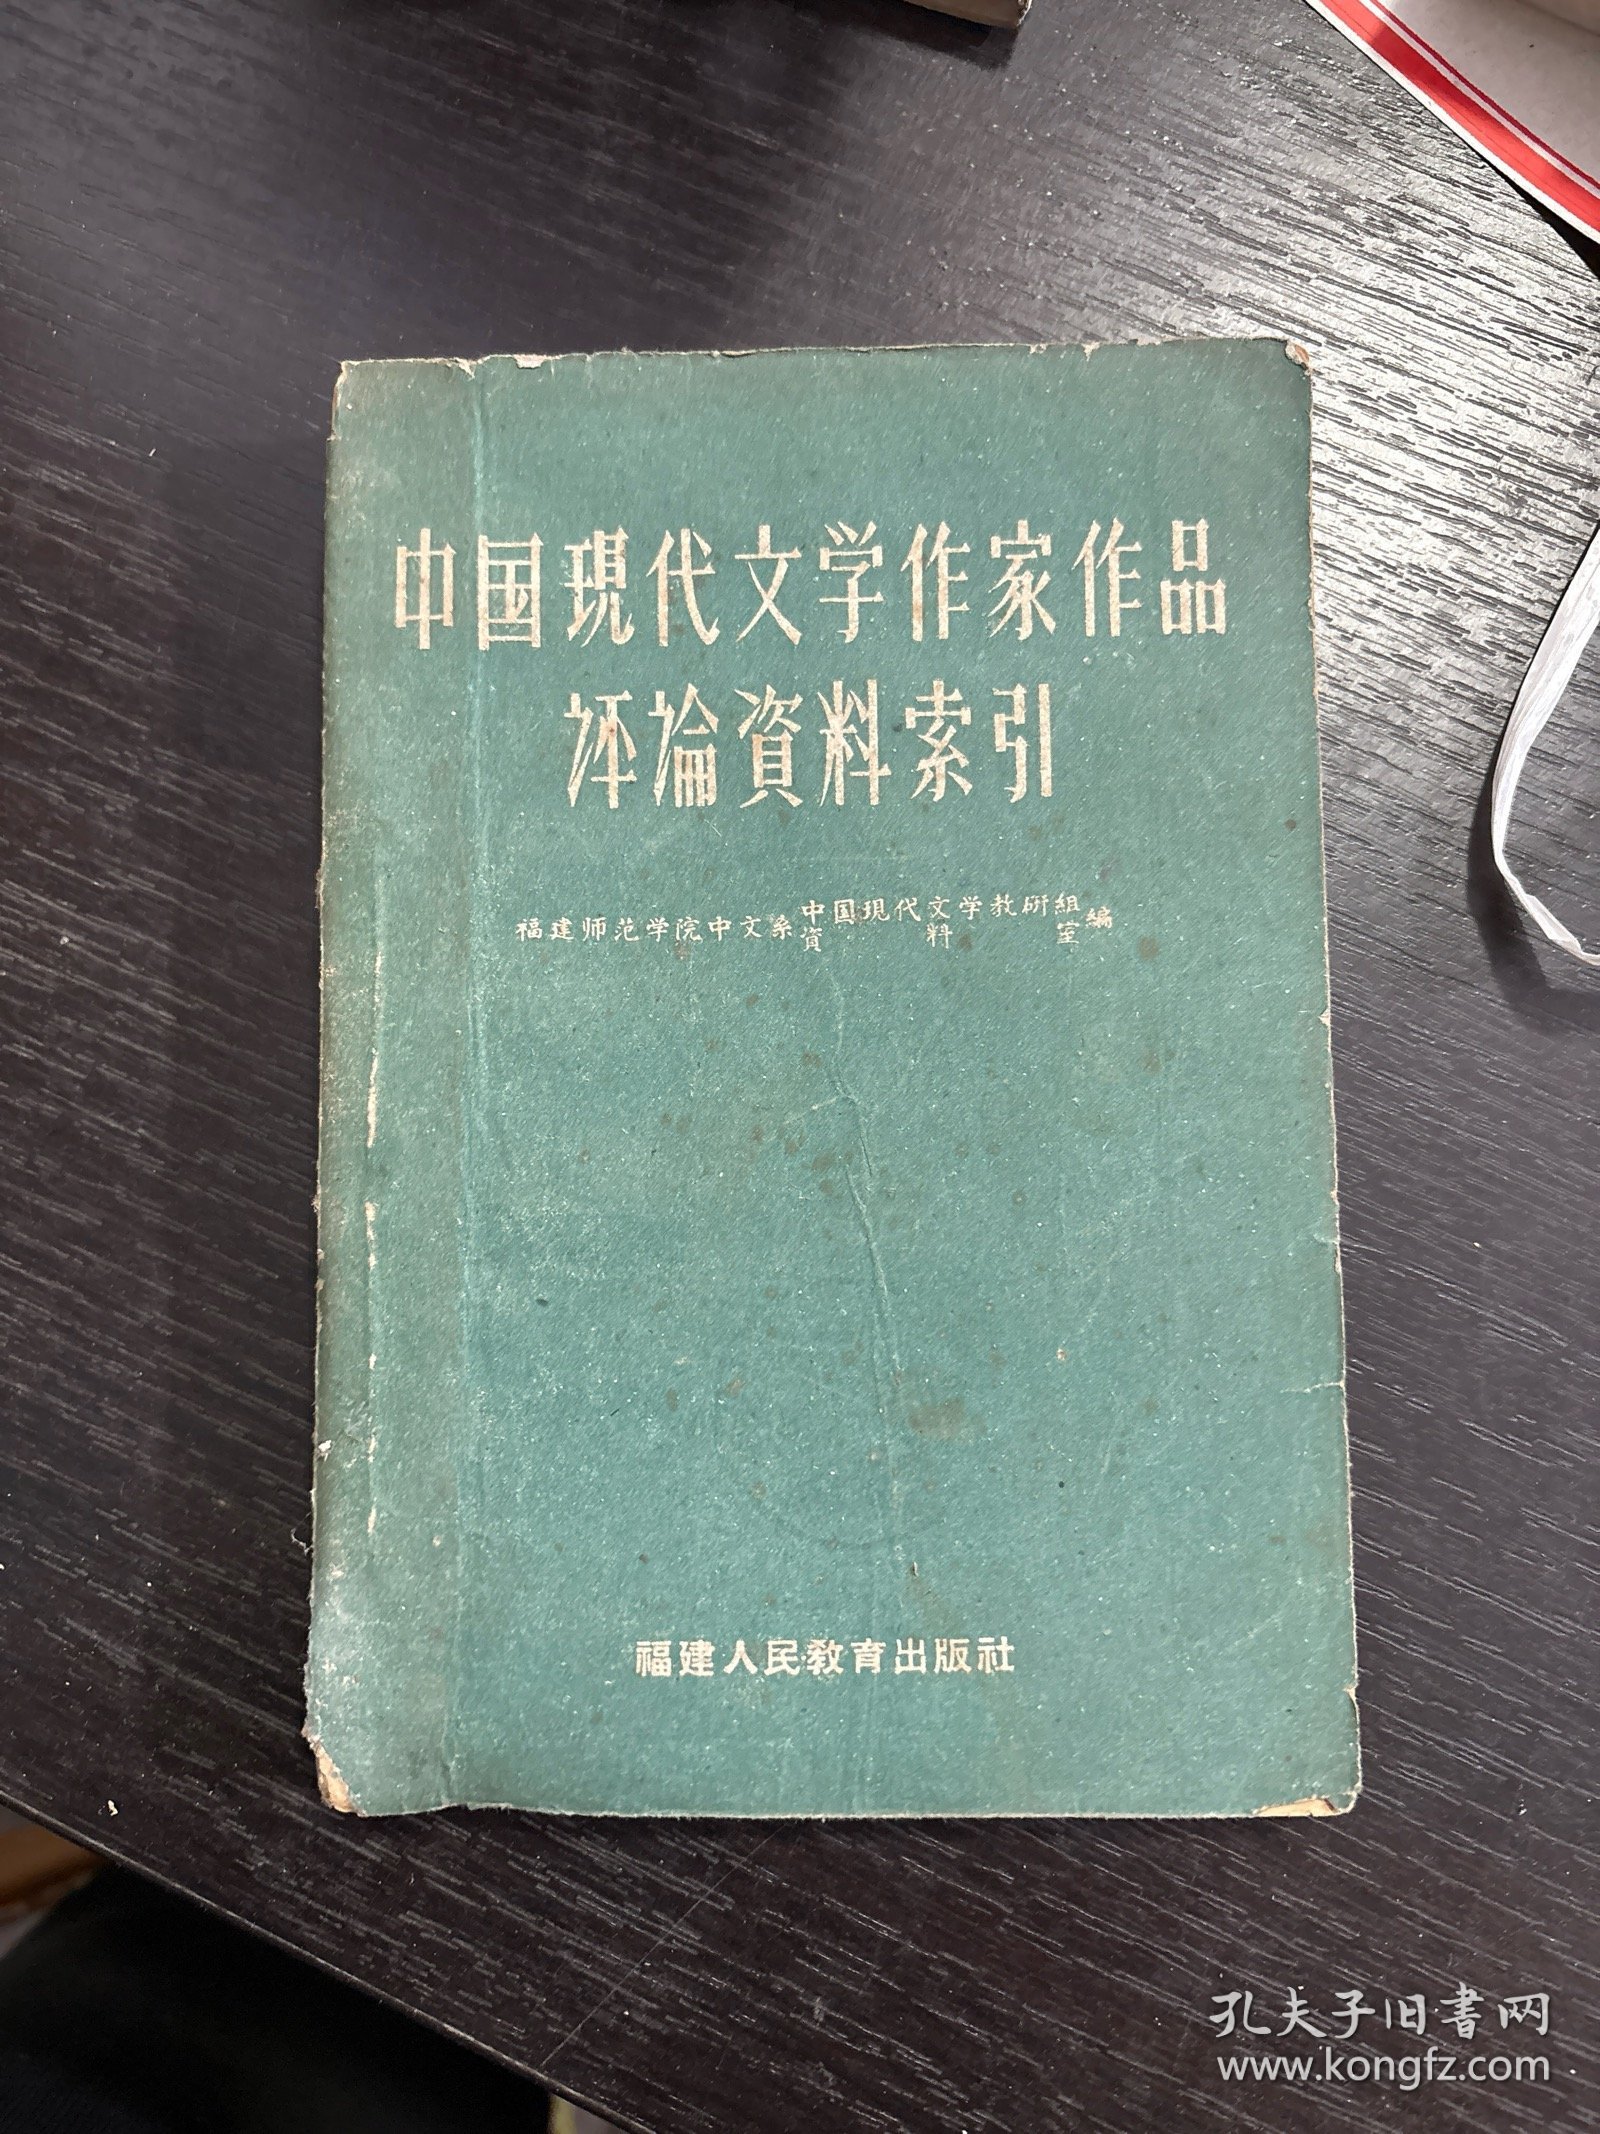 中国現代文学作家作品
評論資料索引
福建师范学院中文系中国現代文学教研組編
資料室
福建人民教育出版社
孔夫子旧書网
www.kongfz.com